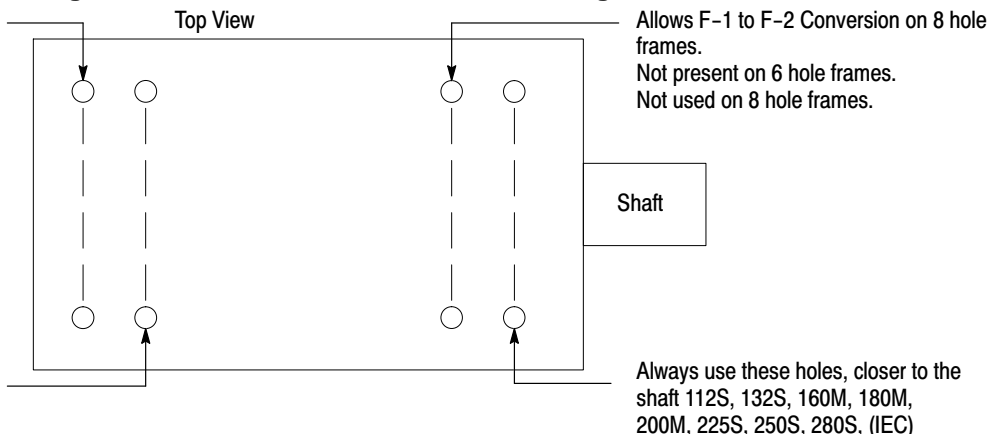 Top View
Allows F-1 to F-2 Conversion on 8 hole
frames.
Not present on 6 hole frames.
Not used on 8 hole frames.
Shaft
Always use these holes, closer to the
shaft 112S, 132S, 160M, 180M,
200M, 225S, 250S, 280S, (IEC)